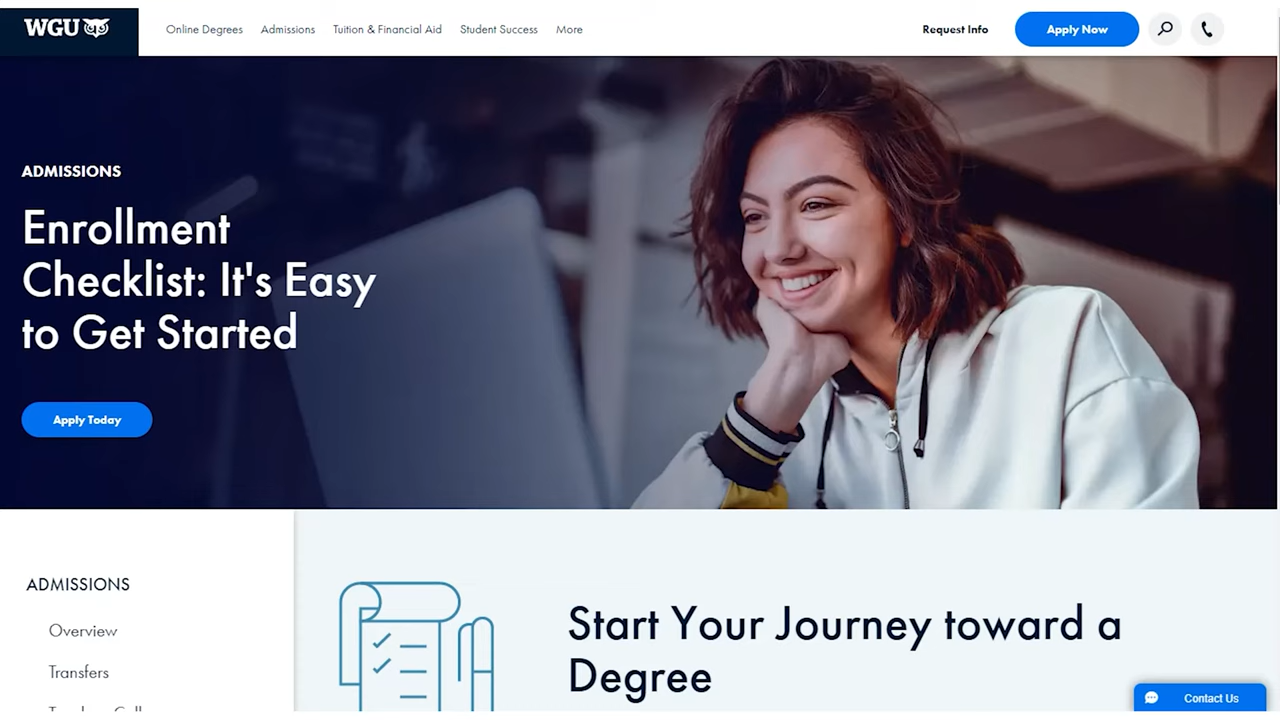 WGU
Online Degrees
Admissions
Tuition & Financial Aid
Student Success
More
Request Info
Apply Now
ADMISSIONS
Enrollment
Checklist: It's Easy
to Get Started
Apply Today
ADMISSIONS
Overview
Transfers
Start Your Journey toward a
Degree
Contact Us